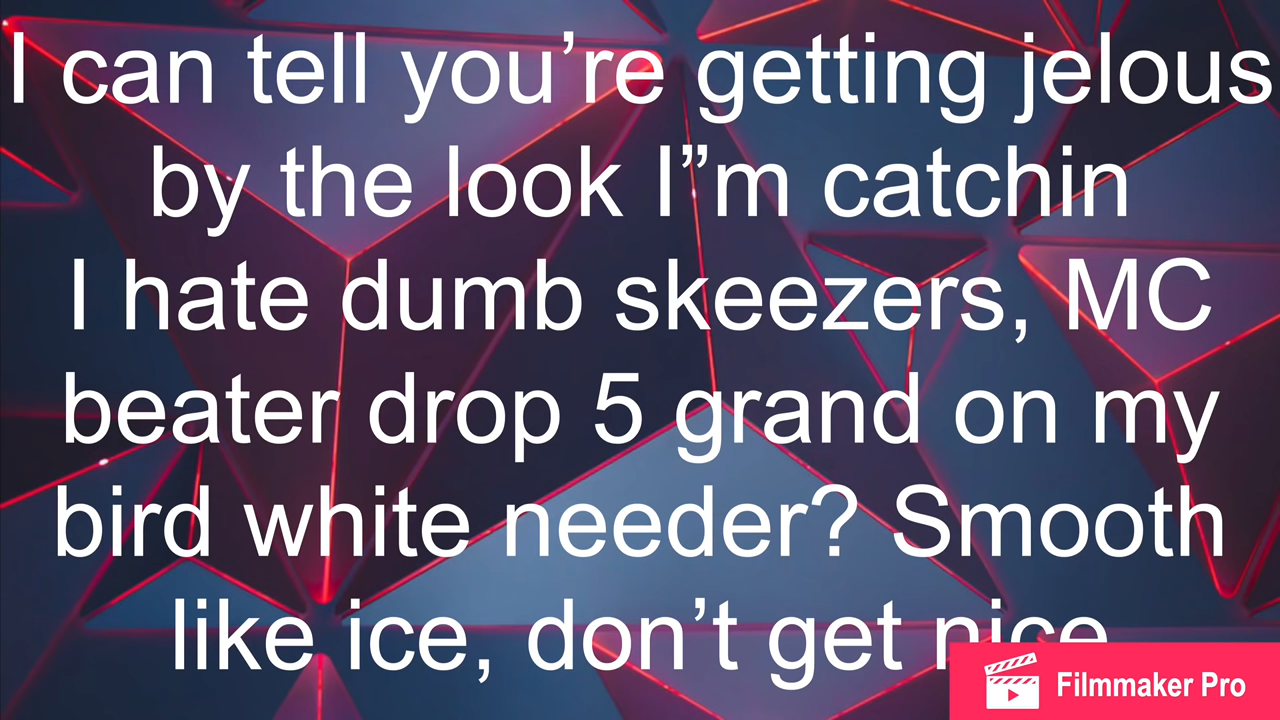 I can tell you’re getting jelous
by the look I”m catchin
I hate dumb skeezers, MC
beater drop 5 grand on my
bird white needer? Smooth
like ice, don’t get nice
Filmmaker Pro